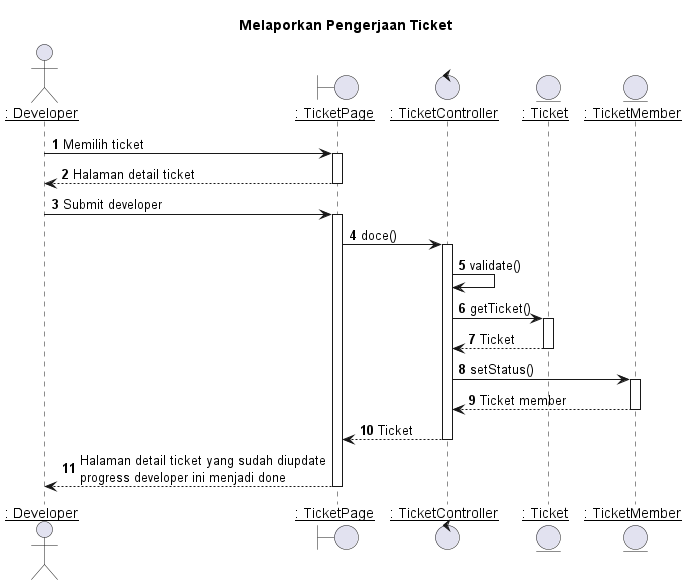 Melaporkan Pengerjaan Ticket
: Developer
: TicketPage
: TicketController
: Ticket
: TicketMember
1 Memilih ticket
2 Halaman detail ticket
3 Submit developer
4 doce()
5 validate()
6 getTicket()
7 Ticket
8 setStatus()
9 Ticket member
10 Ticket
11 Halaman detail ticket yang sudah diupdate
progress developer ini menjadi done
: Developer
: TicketPage
: TicketController
: Ticket
: TicketMember